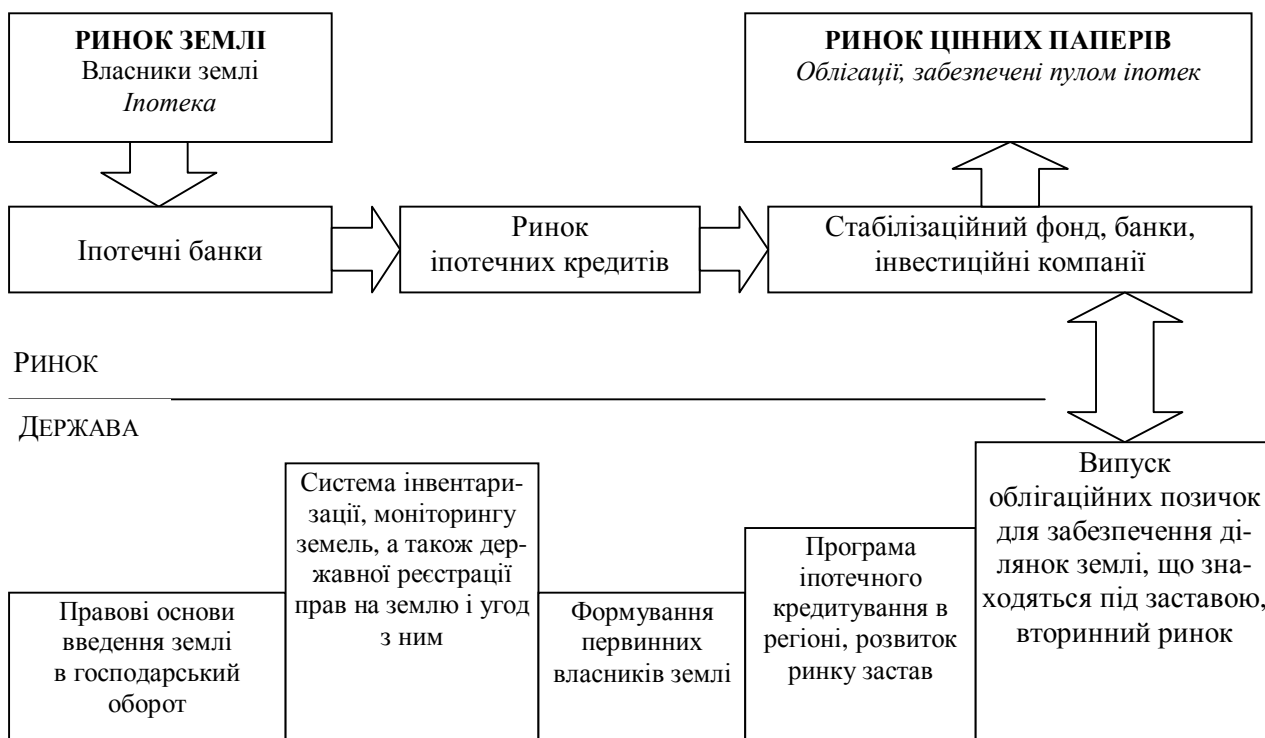 РИНОК ЗЕМЛІ
Власники землі
Іпотека
РИНОК ЦІННИХ ПАПЕРІВ
Облігації, забезпечені пулом іпотек
Іпотечні банки
Ринок
іпотечних кредитів
Стабілізаційний фонд, банки,
інвестиційні компанії
РИНОК
ДЕРЖАВА
Правові основи
введення землі
в господарський
оборот
Система інвентари-
зації, моніторингу
земель, а також дер-
жавної реєстрації
прав на землю і угод
з ним
Формування
первинних
власників землі
Програма
іпотечного
кредитування в
регіоні, розвиток
ринку застав
Випуск
облігаційних позичок
для забезпечення ді-
лянок землі, що зна-
ходяться під заставою,
вторинний ринок